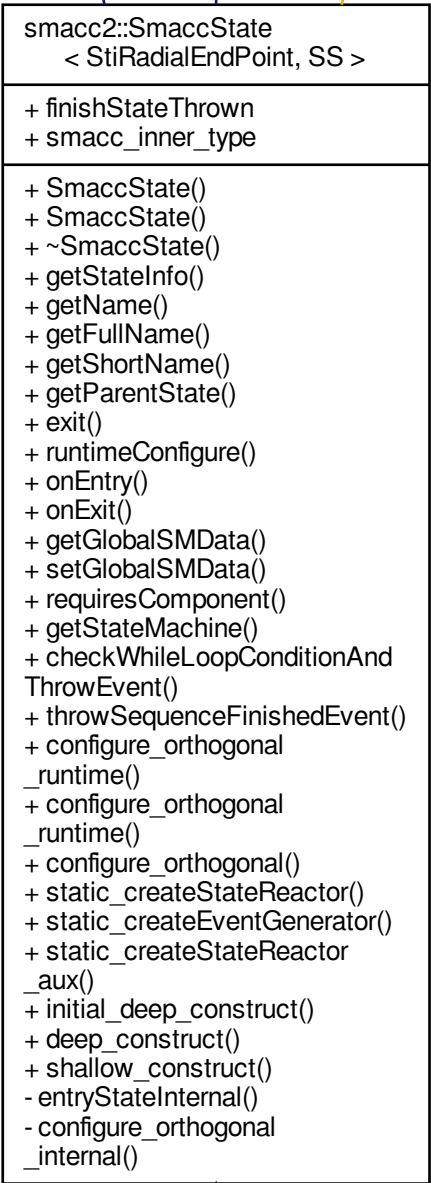 smacc2::SmaccState
< StiRadialEndPoint, SS >
+ finishStateThrown
+ smacc_inner_type
+ SmaccState()
+ SmaccState()
+ ~SmaccState()
+ getStateInfo()
+ getName()
+ getFullName()
+ getShortName()
+ getParentState()
+ exit()
+ runtimeConfigure()
+ onEntry()
+ onExit()
+ getGlobalSMData()
+ setGlobalSMData()
+ requiresComponent()
+ getStateMachine()
+ checkWhileLoopConditionAnd
ThrowEvent()
+ throwSequenceFinishedEvent()
+ configure_orthogonal
_runtime()
+ configure_orthogonal
_runtime()
+ configure_orthogonal()
+ static_createStateReactor()
+ static_createEventGenerator()
+ static_createStateReactor
_aux()
+ initial_deep_construct()
+ deep_construct()
+ shallow_construct()
- entryStateInternal()
- configure_orthogonal
_internal()